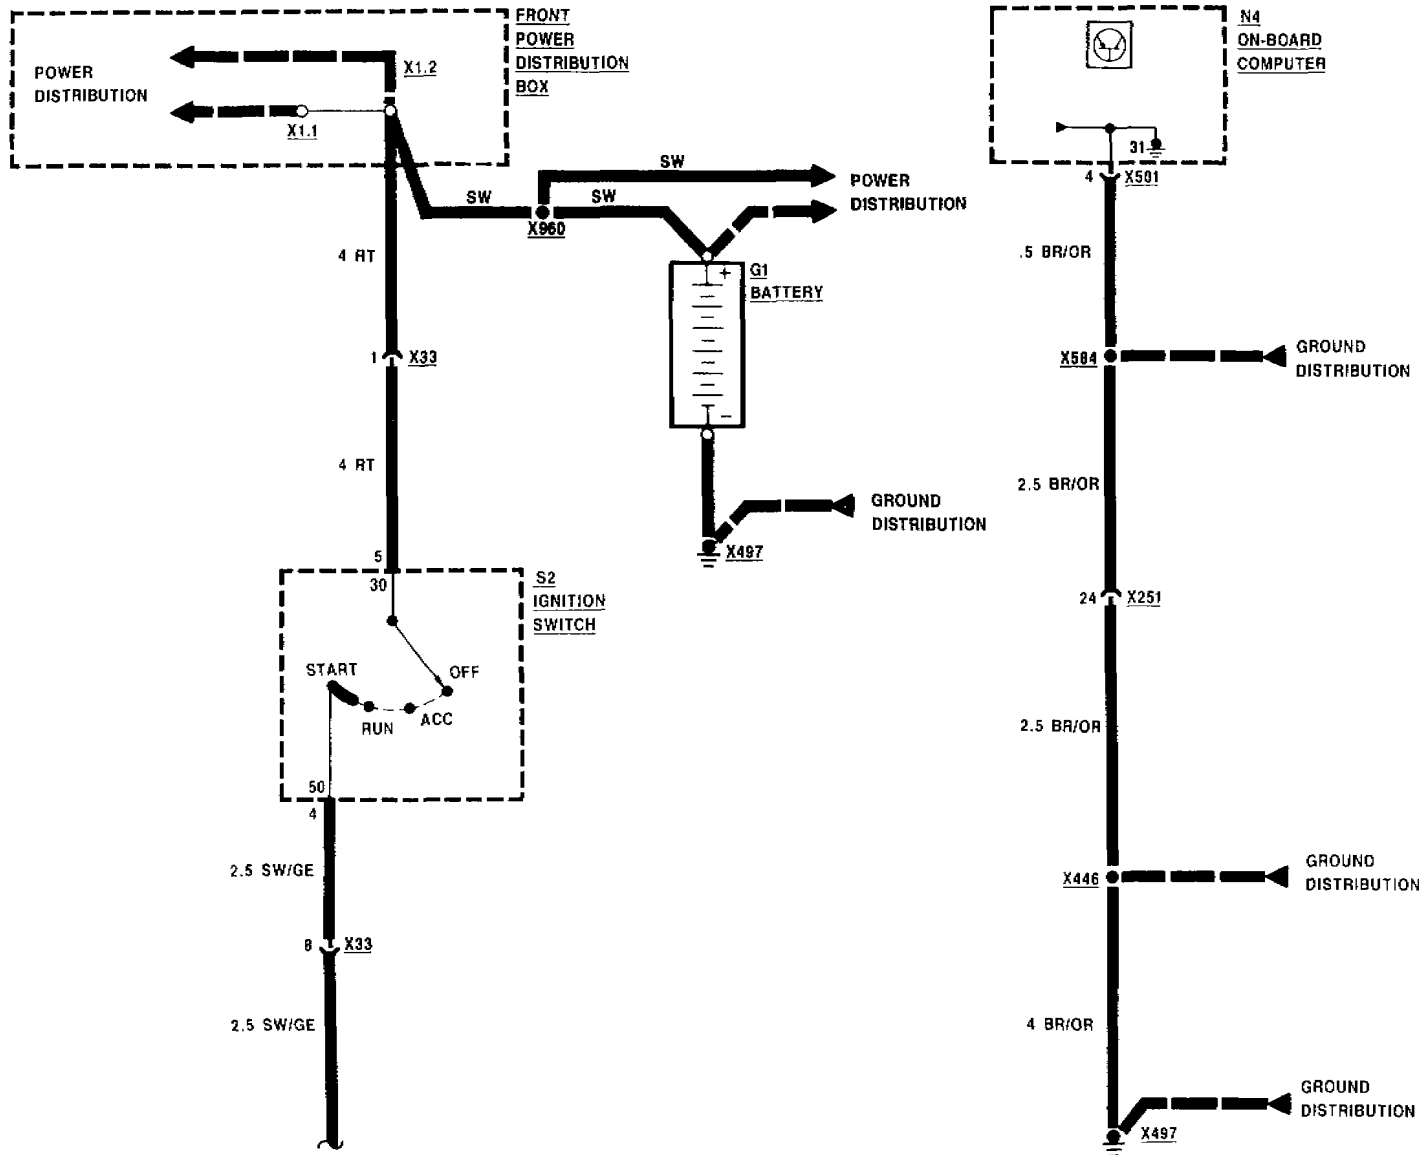 FRONT
POWER
DISTRIBUTION
BOX
POWER
DISTRIBUTION
X1.2
X1.1
SW
SW
SW
X960
POWER
DISTRIBUTION
4 RT
G1
BATTERY
+
−
1
X33
4 RT
GROUND
DISTRIBUTION
X497
5
30
S2
IGNITION
SWITCH
START
OFF
RUN
ACC
50
4
2.5 SW/GE
8
X33
2.5 SW/GE
N4
ON-BOARD
COMPUTER
31
4
X501
.5 BR/OR
X584
GROUND
DISTRIBUTION
2.5 BR/OR
24
X251
2.5 BR/OR
X446
GROUND
DISTRIBUTION
4 BR/OR
GROUND
DISTRIBUTION
X497